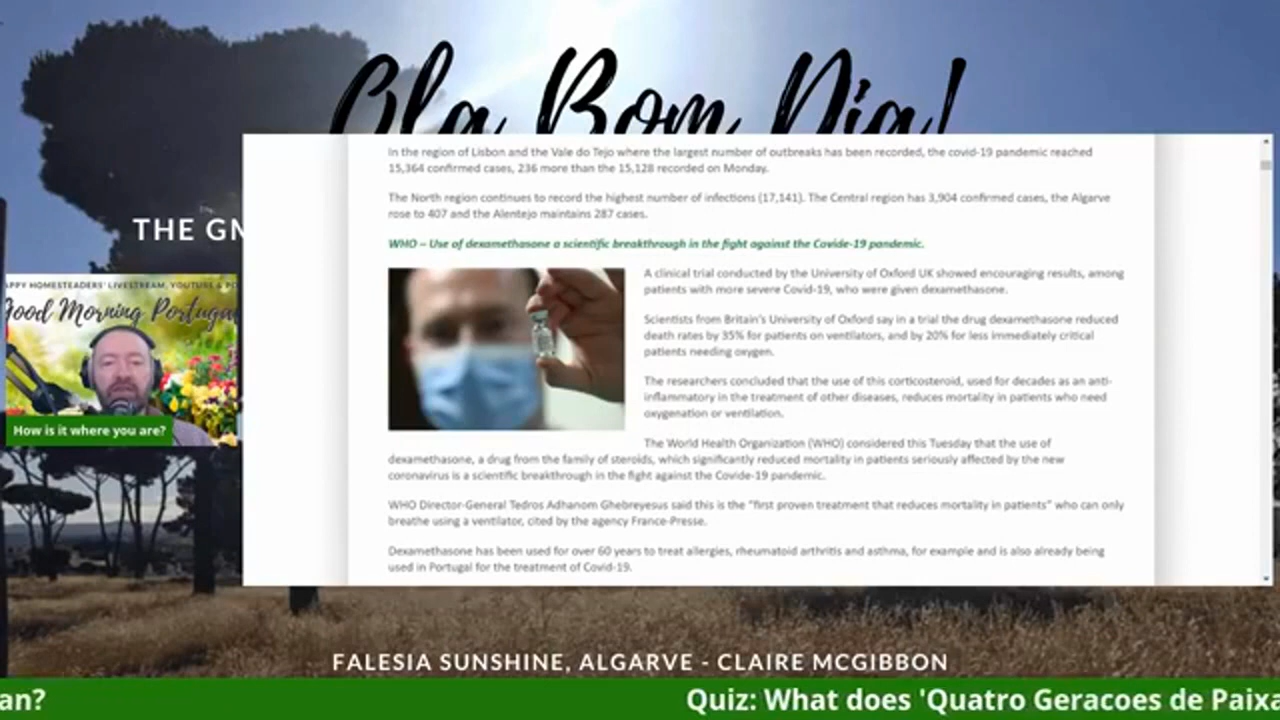 Ola Bom Dia!
In the region of Lisbon and the Vale do Tejo where the largest number of outbreaks has been recorded, the covid-19 pandemic reached
15,364 confirmed cases, 236 more than the 15,128 recorded on Monday.
The North region continues to record the highest number of infections (17,141). The Central region has 3,904 confirmed cases, the Algarve
rose to 407 and the Alentejo maintains 287 cases.
THE GM
WHO – Use of dexamethasone a scientific breakthrough in the fight against the Covide-19 pandemic.
A clinical trial conducted by the University of Oxford UK showed encouraging results, among
patients with more severe Covid-19, who were given dexamethasone.
Scientists from Britain's University of Oxford say in a trial the drug dexamethasone reduced
death rates by 35% for patients on ventilators, and by 20% for less immediately critical
patients needing oxygen.
The researchers concluded that the use of this corticosteroid, used for decades as an anti-
inflammatory in the treatment of other diseases, reduces mortality in patients who need
oxygenation or ventilation.
The World Health Organization (WHO) considered this Tuesday that the use of
dexamethasone, a drug from the family of steroids, which significantly reduced mortality in patients seriously affected by the new
coronavirus is a scientific breakthrough in the fight against the Covide-19 pandemic.
WHO Director-General Tedros Adhanom Ghebreyesus said this is the "first proven treatment that reduces mortality in patients" who can only
breathe using a ventilator, cited by the agency France-Presse.
Dexamethasone has been used for over 60 years to treat allergies, rheumatoid arthritis and asthma, for example and is also already being
used in Portugal for the treatment of Covid-19.
APPY HOMESTEADERS' LIVESTREAM, YOUTUBE & PO
Good Morning Portugal
How is it where you are?
FALESIA SUNSHINE, ALGARVE - CLAIRE MCGIBBON
an?
Quiz: What does 'Quatro Geracoes de Paixa